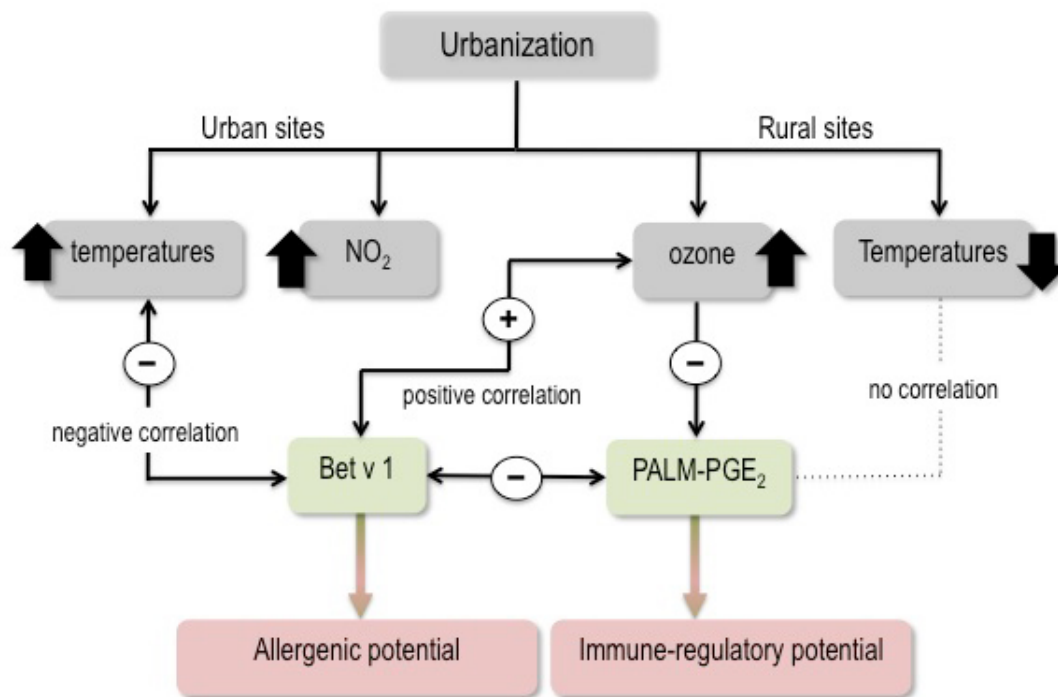 Urbanization
Urban sites
Rural sites
temperatures
NO₂
ozone
Temperatures
+
−
−
positive correlation
no correlation
negative correlation
Bet v 1
−
PALM-PGE₂
Allergenic potential
Immune-regulatory potential